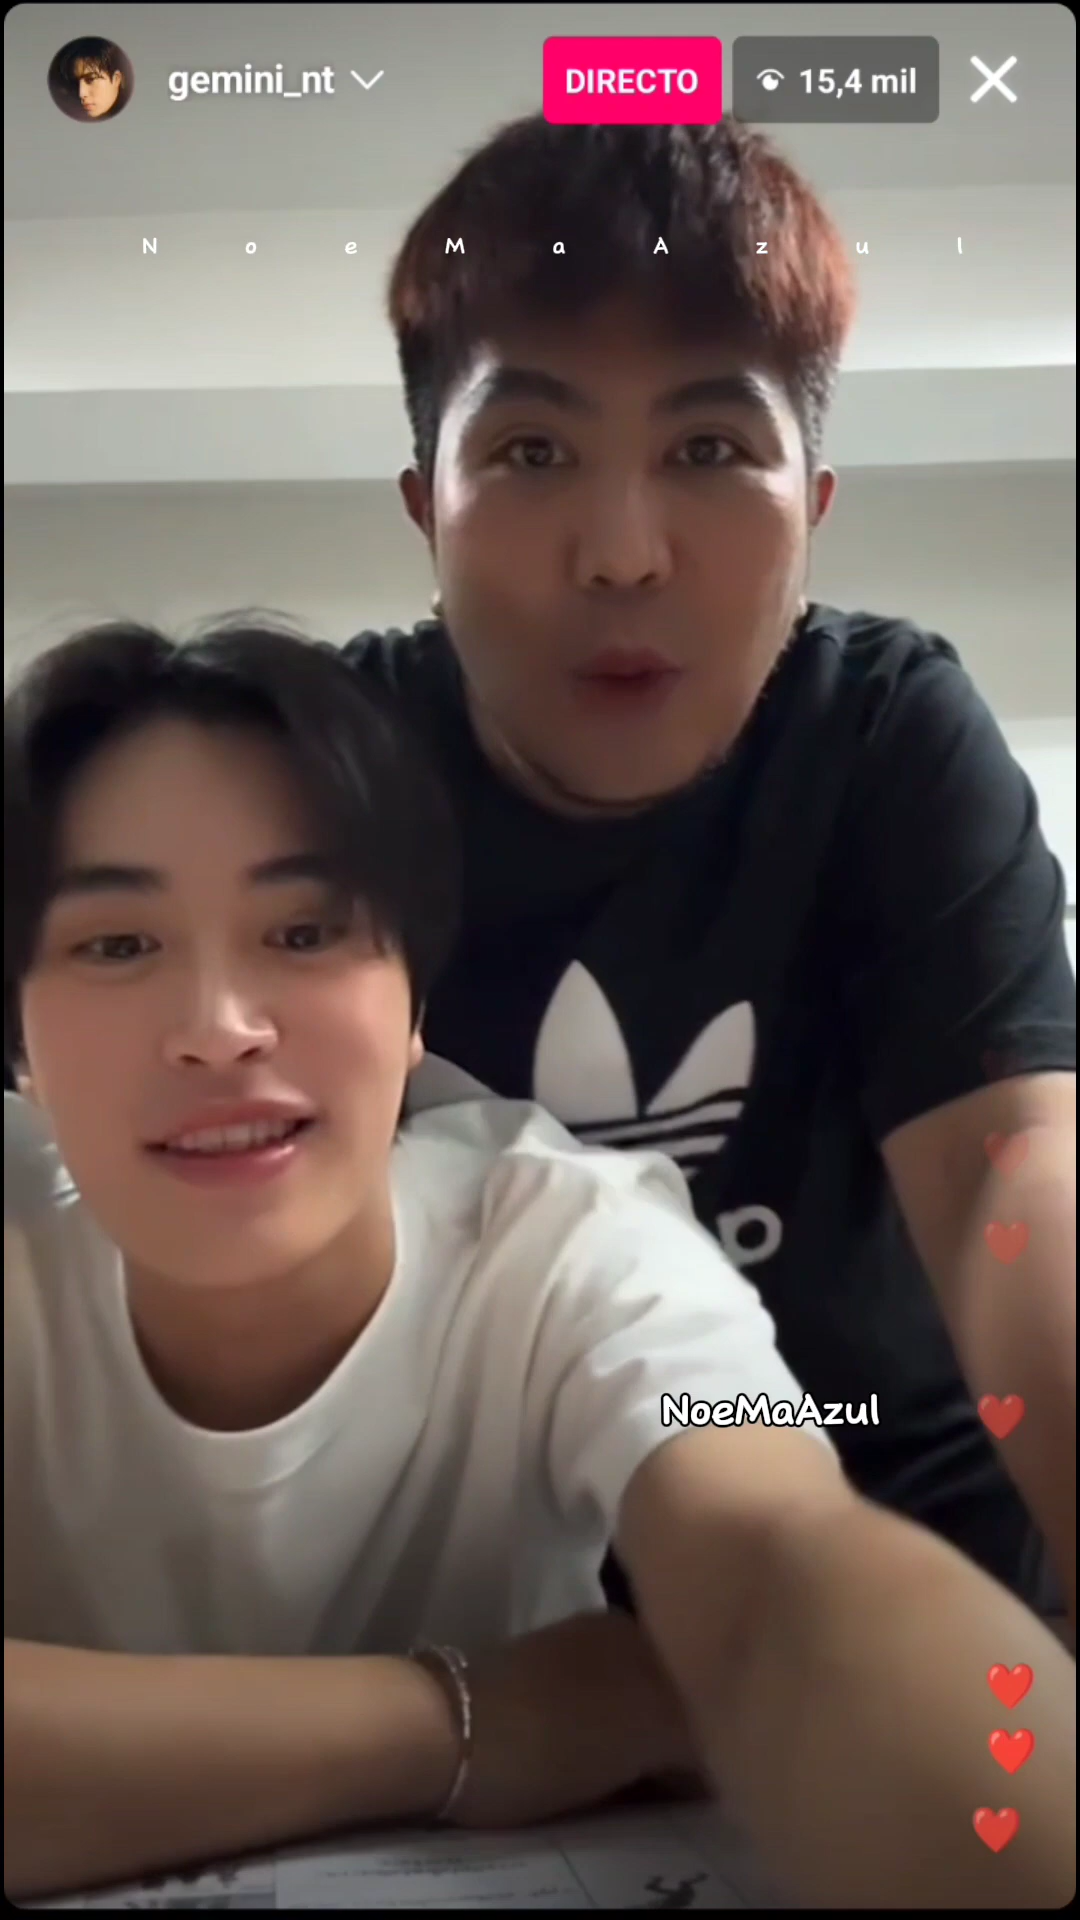 gemini_nt
DIRECTO
15,4 mil
N o e M a A z u l
NoeMaAzul